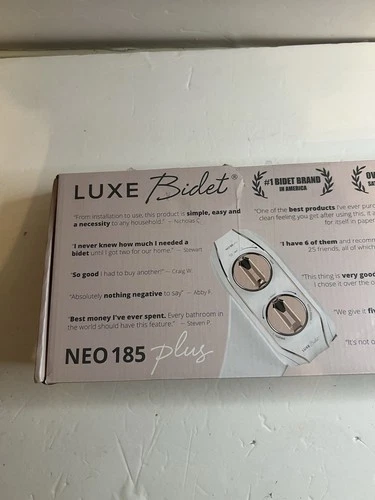 LUXE Bidet®
#1 BIDET BRAND
IN AMERICA
"From installation to use, this product is simple, easy and
a necessity to any household." — Nicholas C.
"I never knew how much I needed a
bidet until I got two for our home." — Stewart
"So good I had to buy another!" — Craig W.
"Absolutely nothing negative to say" — Abby F.
"Best money I've ever spent. Every bathroom in
the world should have this feature." — Steven P.
NEO 185 plus
OV
SA
"One of the best products I've ever purc
clean feeling you get after using this, it a
for itself in paper
"I have 6 of them and recomm
25 friends, all of who
"This thing is very good
I chose it over the o
"We give it fiv
"It's not o